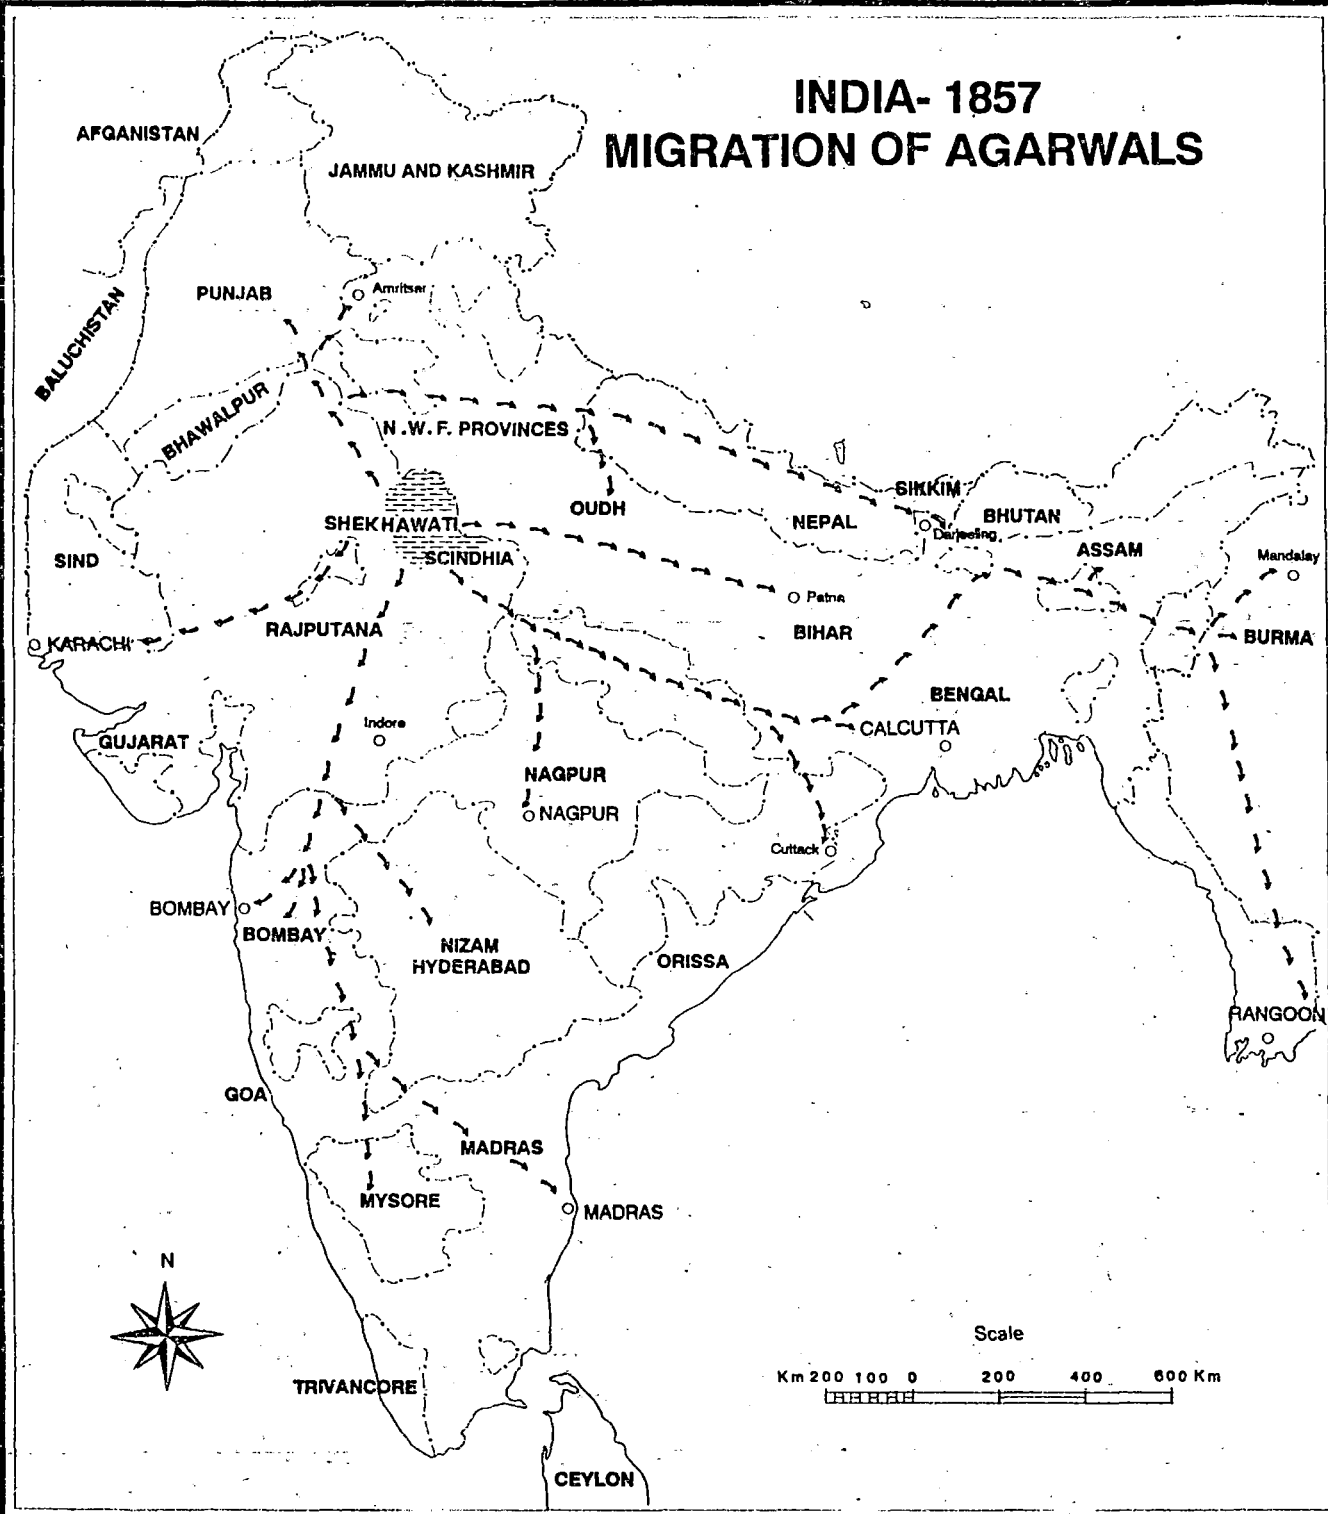 INDIA- 1857
MIGRATION OF AGARWALS
AFGANISTAN
JAMMU AND KASHMIR
PUNJAB
Amritsar
BALUCHISTAN
BHAWALPUR
N.W.F. PROVINCES
SIKKIM
OUDH
NEPAL
BHUTAN
SHEKHAWATI
Darjeeling
SCINDHIA
ASSAM
SIND
Mandalay
Patna
RAJPUTANA
BIHAR
KARACHI
BURMA
BENGAL
Indore
CALCUTTA
GUJARAT
NAGPUR
NAGPUR
Cuttack
BOMBAY
BOMBAY
NIZAM
HYDERABAD
ORISSA
RANGOON
GOA
MADRAS
MYSORE
MADRAS
N
Scale
Km 200 100 0 200 400 600 Km
TRIVANCORE
CEYLON